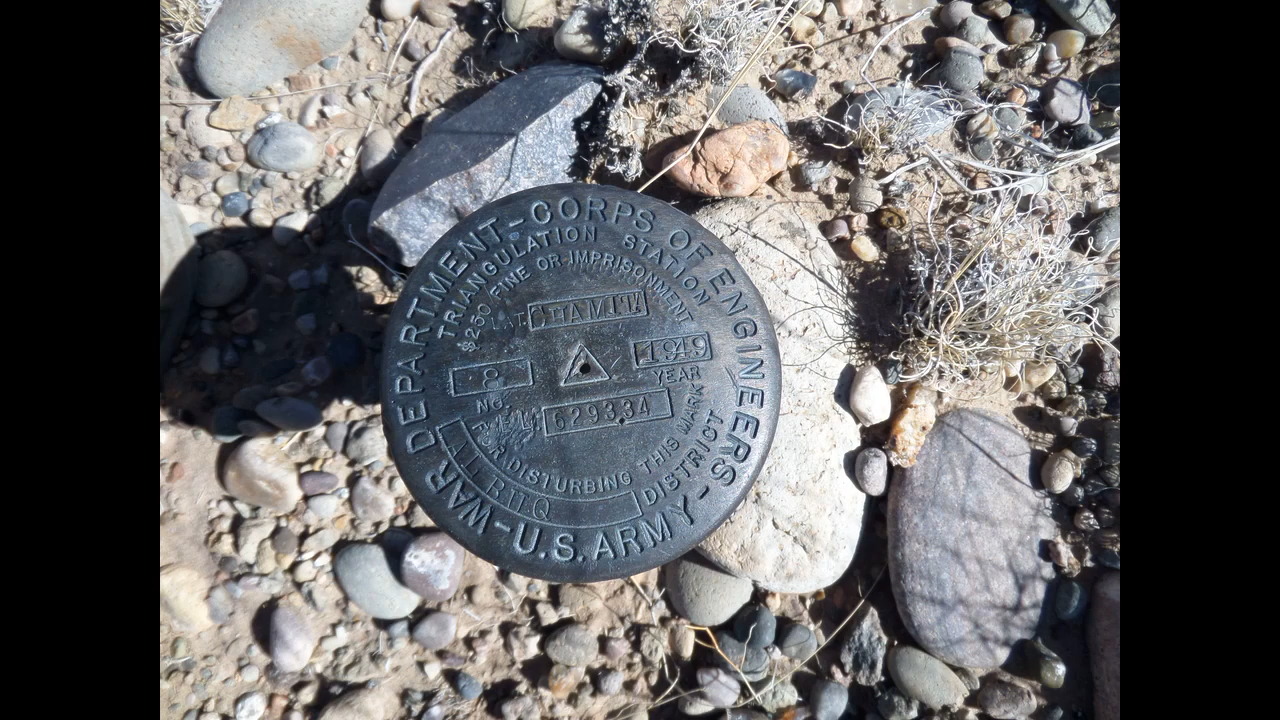 WAR DEPARTMENT-CORPS OF ENGINEERS-
TRIANGULATION STATION
$250 FINE OR IMPRISONMENT
1949
YEAR
8
No.
629334
FOR DISTURBING THIS MARK
ALBUQ DISTRICT
-U.S. ARMY-